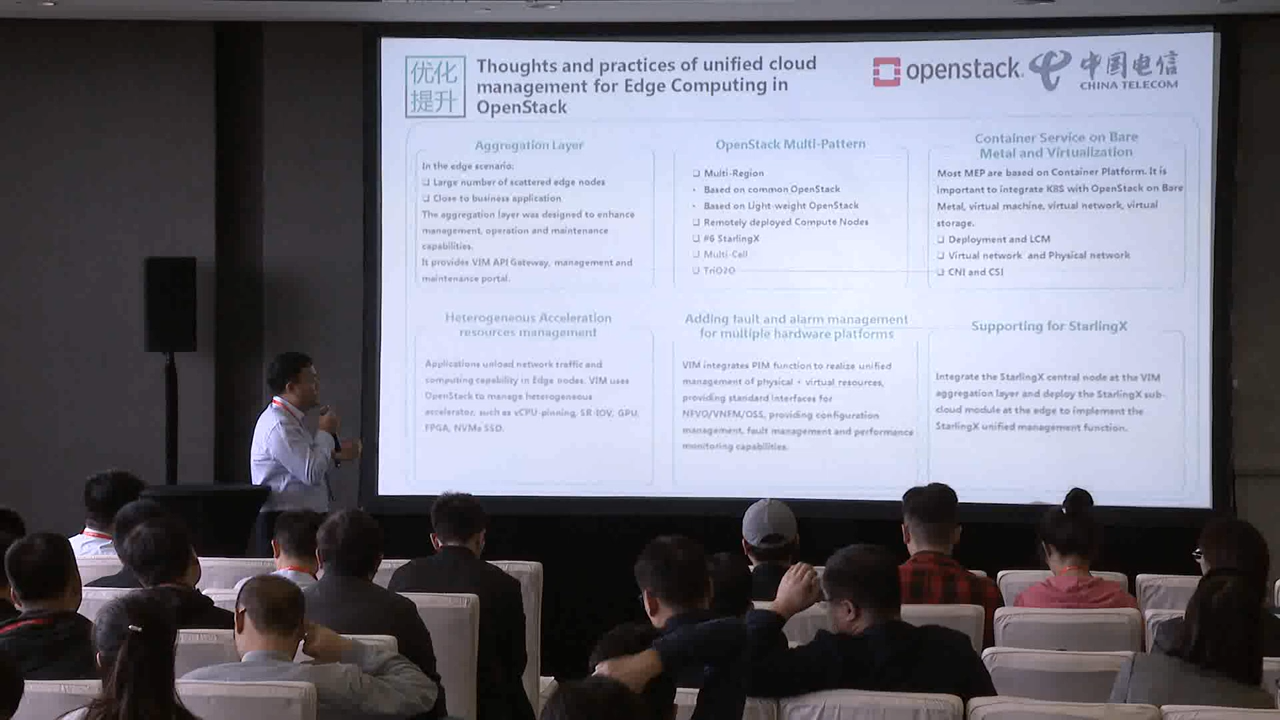 优化
提升
Thoughts and practices of unified cloud
management for Edge Computing in
OpenStack
openstack.
中国电信
CHINA TELECOM
Aggregation Layer
In the edge scenario:
❑ Large number of scattered edge nodes
❑ Close to business application
The aggregation layer was designed to enhance
management, operation and maintenance
capabilities.
It provider VIM API Gateway, management and
maintenance portal.
OpenStack Multi-Pattern
❑ Multi-Region
• Based on common OpenStack
• Based on Light-weight OpenStack
❑ Remotely deployed Compute Nodes
❑ #6 StarlingX
❑ Multi-Cell
❑ TriO2O
Container Service on Bare
Metal and Virtualization
Most MEP are based on Container Platform. It is
important to integrate K8S with OpenStack on Bare
Metal, virtual machine, virtual network, virtual
storage.
❑ Deployment and LCM
❑ Virtual network and Physical network
❑ CNI and CSI
Heterogeneous Acceleration
resources management
Applications unload network traffic and
computing capability in Edge nodes. VIM uses
OpenStack to manage heterogeneous
accelerator, such as vCPU-pinning, SR-IOV, GPU,
FPGA, NVMe SSD.
Adding fault and alarm management
for multiple hardware platforms
VIM integrates PIM function to realize unified
management of physical + virtual resources,
providing standard interfaces for
NFVO/VNFM/OSS, providing configuration
management, fault management and performance
monitoring capabilities.
Supporting for StarlingX
Integrate the StarlingX central node at the VIM
aggregation layer and deploy the StarlingX sub-
cloud module at the edge to implement the
StarlingX unified management function.